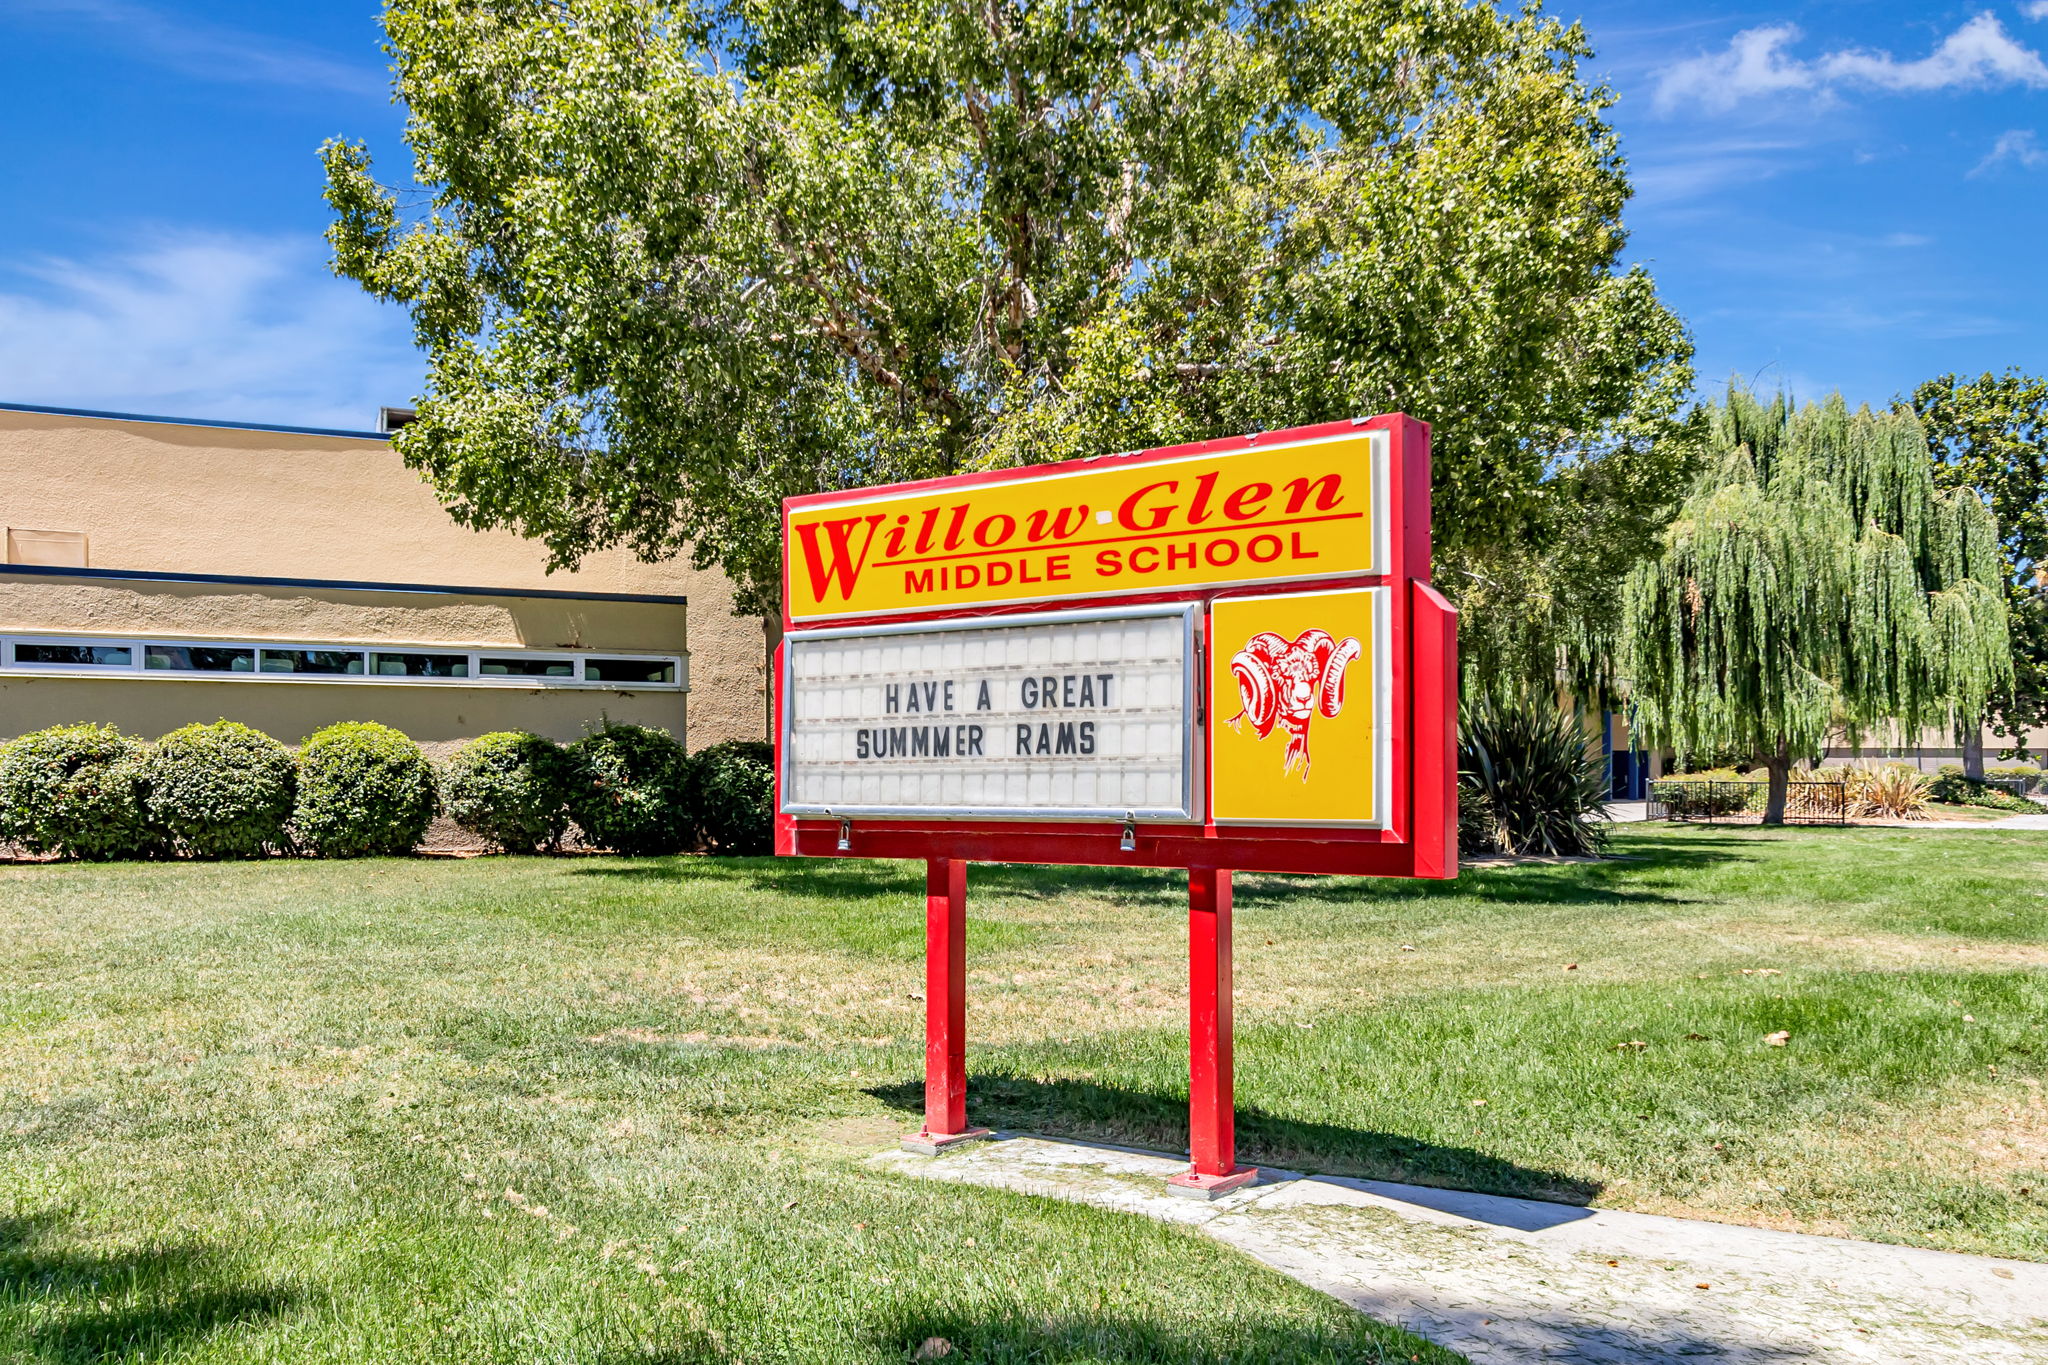 Willow Glen
MIDDLE SCHOOL
HAVE A GREAT
SUMMMER RAMS